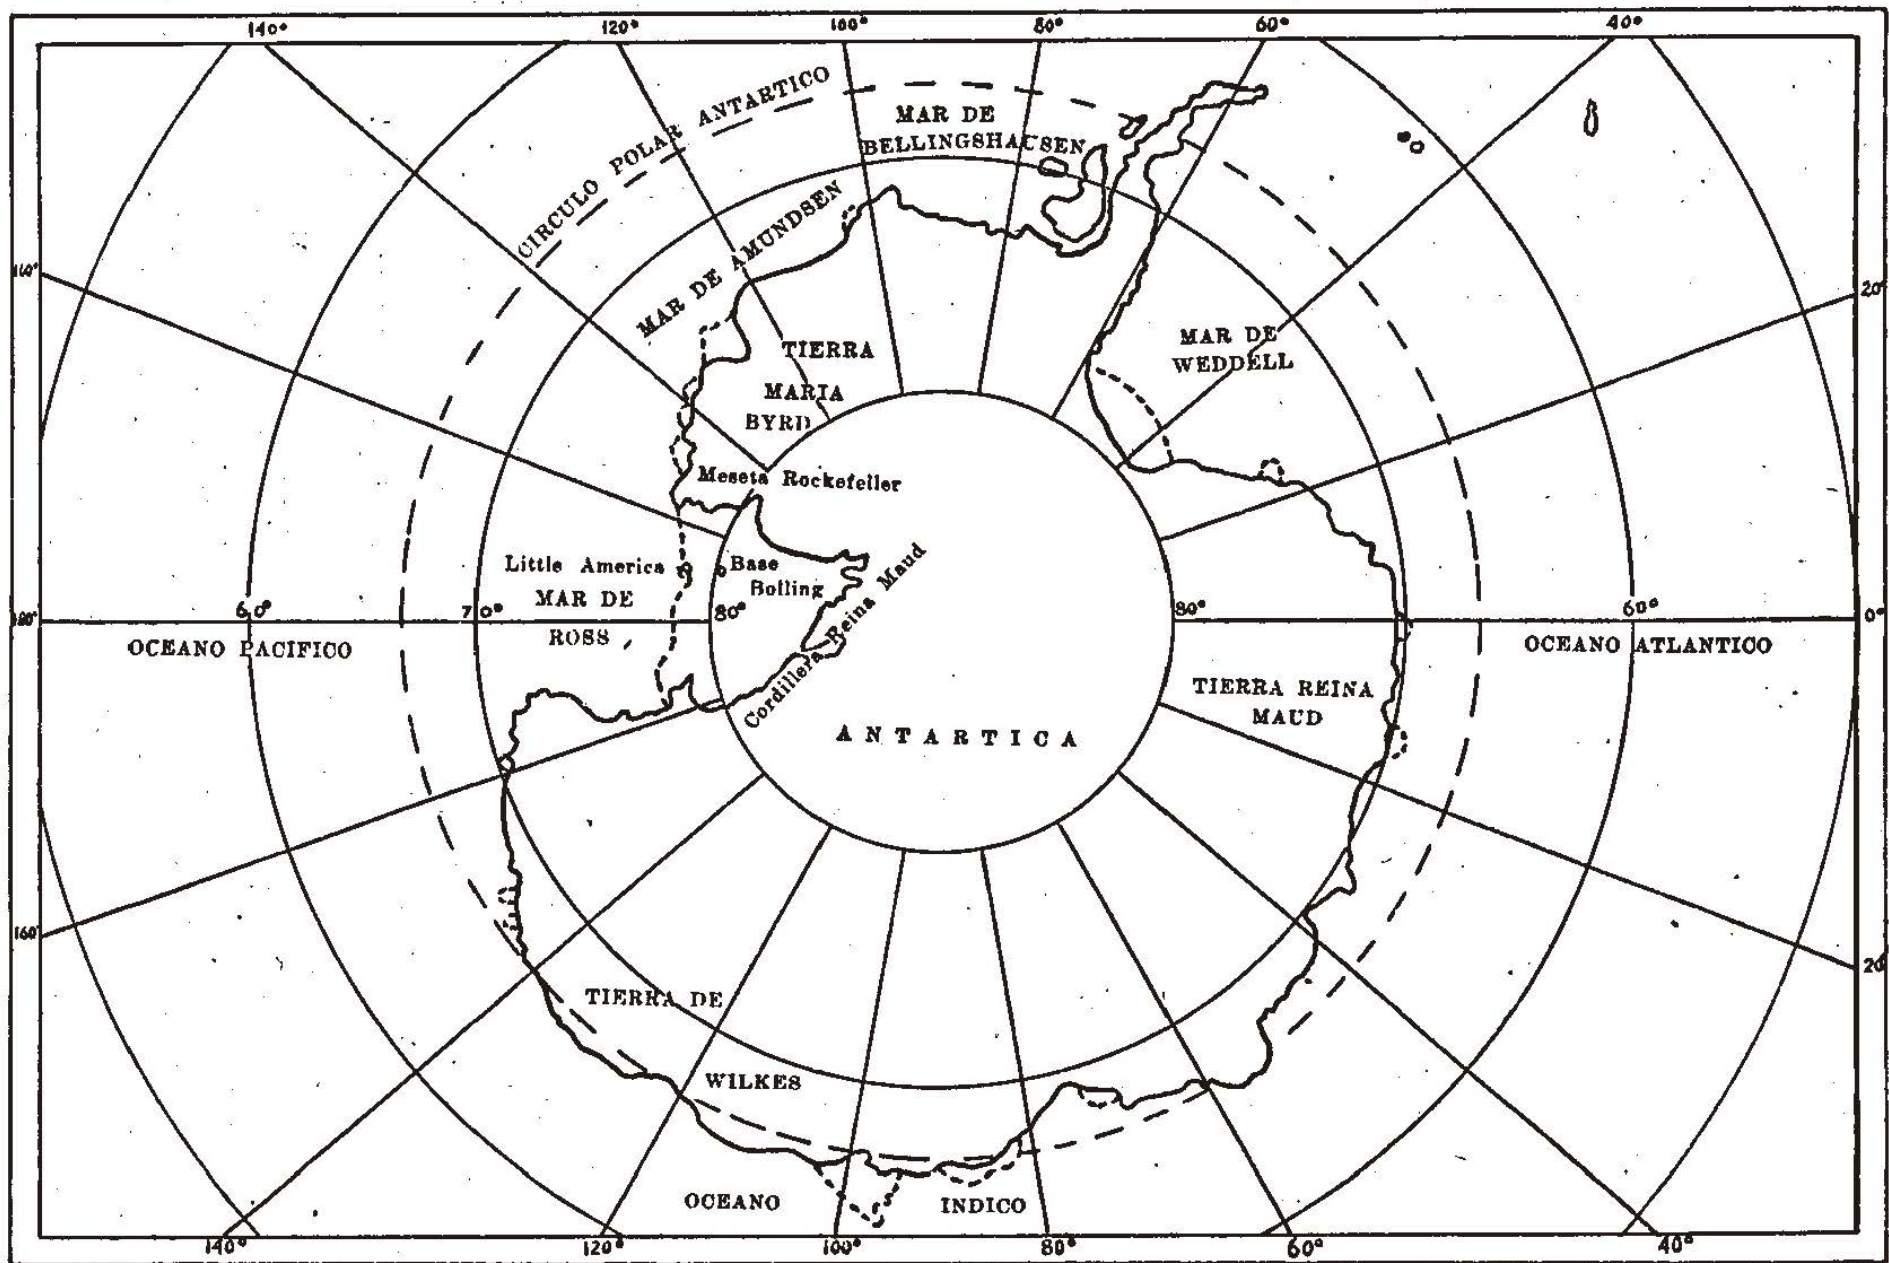 140° 120° 100° 80° 60° 40°
CIRCULO POLAR ANTARTICO
MAR DE
BELLINGSHAUSEN
MAR DE AMUNDSEN
160° 20°
MAR DE
WEDDELL
TIERRA
MARIA
BYRD
Meseta Rockefeller
Little America
Base
Bolling
MAR DE
ROSS
Cordillera Reina Maud
180° 60° 70° 80° 80° 60° 0°
OCEANO PACÍFICO
OCEANO ATLANTICO
TIERRA REINA
MAUD
ANTARTICA
160° 20
TIERRA DE
WILKES
OCEANO INDICO
140° 120° 100° 80° 60° 40°